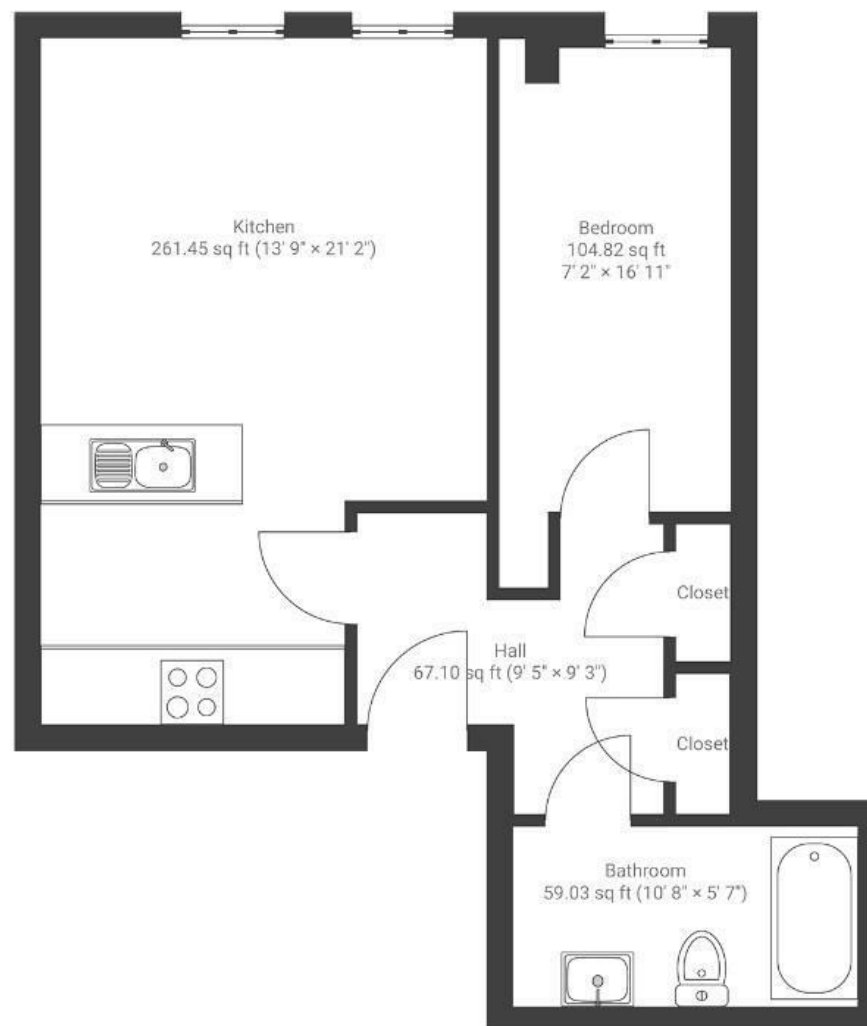 Kitchen
261.45 sq ft (13' 9" × 21' 2")
Bedroom
104.82 sq ft
7' 2" × 16' 11"
Closet
Hall
67.10 sq ft (9' 5" × 9' 3")
Closet
Bathroom
59.03 sq ft (10' 8" × 5' 7")